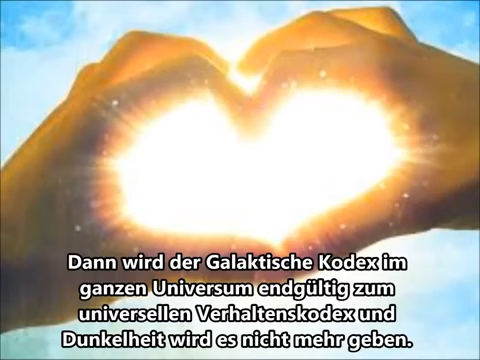 Dann wird der Galaktische Kodex im
ganzen Universum endgültig zum
universellen Verhaltenskodex und
Dunkelheit wird es nicht mehr geben.